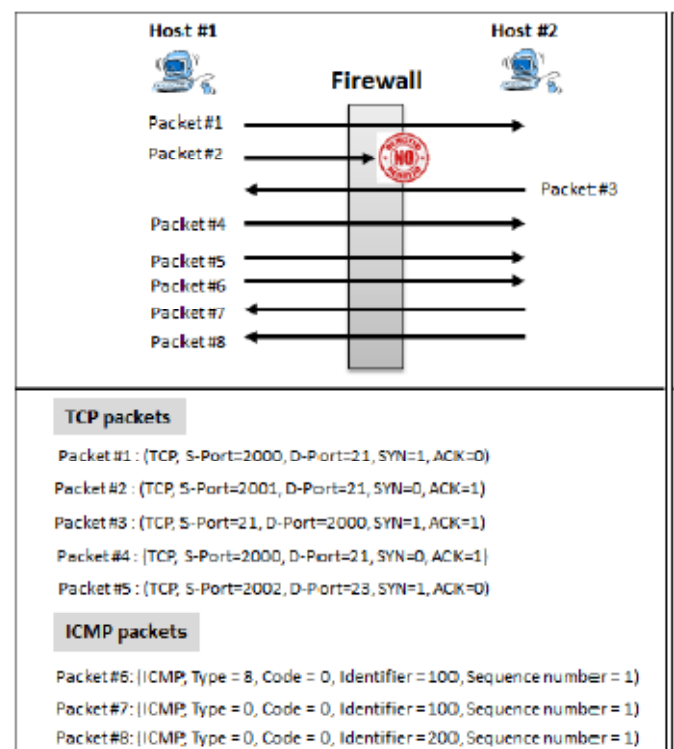 Host #1
Host #2
Firewall
Packet#1
Packet#2
NO
Packet#3
Packet#4
Packet#5
Packet#6
Packet#7
Packet#8
TCP packets
Packet#1 : (TCP, S-Port=2000, D-Port=21, SYN=1, ACK=0)
Packet#2 : (TCP, S-Port=2001, D-Port=21, SYN=0, ACK=1)
Packet#3 : (TCP, S-Port=21, D-Port=2000, SYN=1, ACK=1)
Packet#4 : (TCP, S-Port=2000, D-Port=21, SYN=0, ACK=1)
Packet#5 : (TCP, S-Port=2002, D-Port=23, SYN=1, ACK=0)
ICMP packets
Packet#6: (ICMP, Type = 8, Code = 0, Identifier =100, Sequence number = 1)
Packet#7: (ICMP, Type = 0, Code = 0, Identifier =100, Sequence number = 1)
Packet#8: (ICMP, Type = 0, Code = 0, Identifier =200, Sequence number = 1)